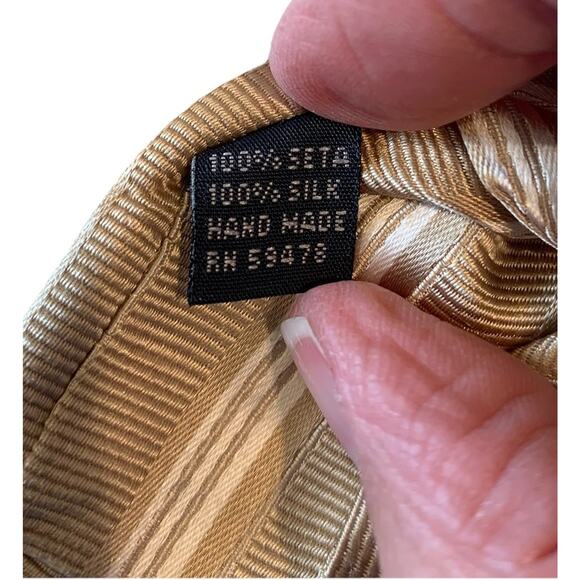 100% SETA
100% SILK
HAND MADE
RN 59478